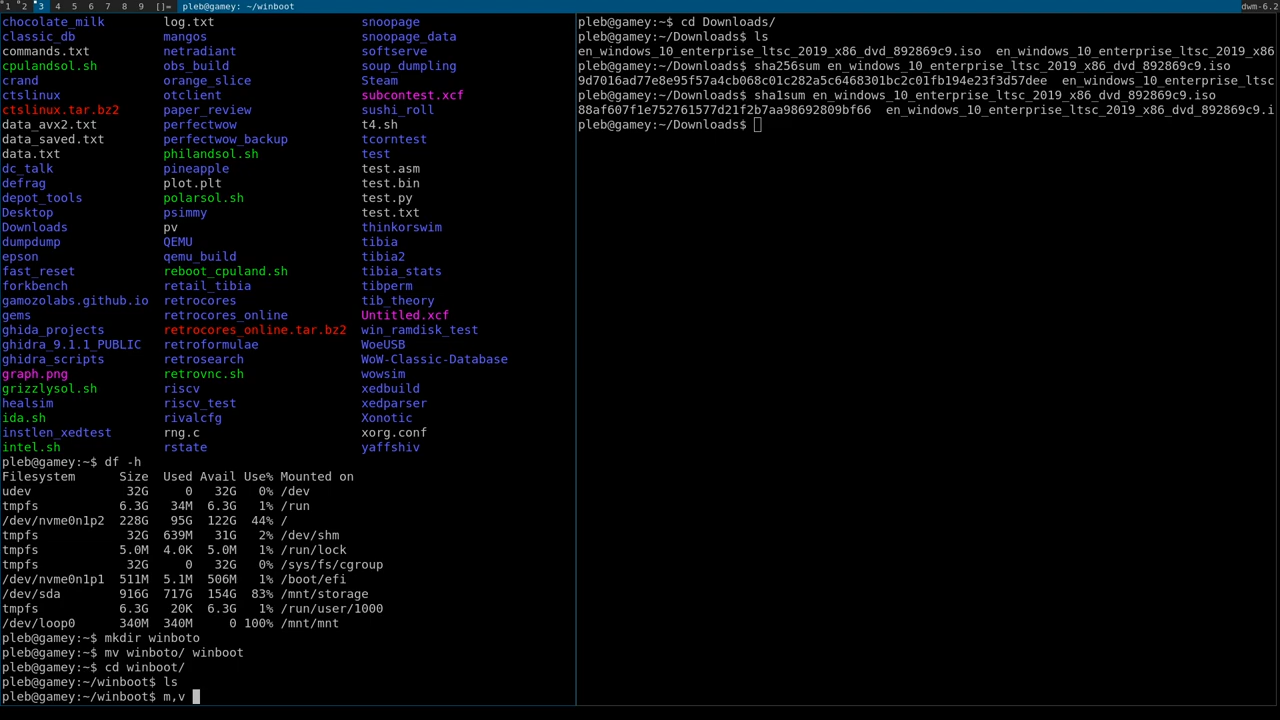 1 2 3 4 5 6 7 8 9 []= pleb@gamey: ~/winboot dwm-6.2
chocolate_milk log.txt snoopage
classic_db mangos snoopage_data
commands.txt netradiant softserve
cpulandsol.sh obs_build soup_dumpling
crand orange_slice Steam
ctslinux otclient subcontest.xcf
ctslinux.tar.bz2 paper_review sushi_roll
data_avx2.txt perfectwow t4.sh
data_saved.txt perfectwow_backup tcorntest
data.txt philandsol.sh test
dc_talk pineapple test.asm
defrag plot.plt test.bin
depot_tools polarsol.sh test.py
Desktop psimmy test.txt
Downloads pv thinkorswim
dumpdump QEMU tibia
epson qemu_build tibia2
fast_reset reboot_cpuland.sh tibia_stats
forkbench retail_tibia tibperm
gamozolabs.github.io retrocores tib_theory
gems retrocores_online Untitled.xcf
ghida_projects retrocores_online.tar.bz2 win_ramdisk_test
ghidra_9.1.1_PUBLIC retroformulae WoeUSB
ghidra_scripts retrosearch WoW-Classic-Database
graph.png retrovnc.sh wowsim
grizzlysol.sh riscv xedbuild
healsim riscv_test xedparser
ida.sh rivalcfg Xonotic
instlen_xedtest rng.c xorg.conf
intel.sh rstate yaffshiv
pleb@gamey:~$ df -h
Filesystem Size Used Avail Use% Mounted on
udev 32G 0 32G 0% /dev
tmpfs 6.3G 34M 6.3G 1% /run
/dev/nvme0n1p2 228G 95G 122G 44% /
tmpfs 32G 639M 31G 2% /dev/shm
tmpfs 5.0M 4.0K 5.0M 1% /run/lock
tmpfs 32G 0 32G 0% /sys/fs/cgroup
/dev/nvme0n1p1 511M 5.1M 506M 1% /boot/efi
/dev/sda 916G 717G 154G 83% /mnt/storage
tmpfs 6.3G 20K 6.3G 1% /run/user/1000
/dev/loop0 340M 340M 0 100% /mnt/mnt
pleb@gamey:~$ mkdir winboto
pleb@gamey:~$ mv winboto/ winboot
pleb@gamey:~$ cd winboot/
pleb@gamey:~/winboot$ ls
pleb@gamey:~/winboot$ m,v
pleb@gamey:~$ cd Downloads/
pleb@gamey:~/Downloads$ ls
en_windows_10_enterprise_ltsc_2019_x86_dvd_892869c9.iso en_windows_10_enterprise_ltsc_2019_x86
pleb@gamey:~/Downloads$ sha256sum en_windows_10_enterprise_ltsc_2019_x86_dvd_892869c9.iso
9d7016ad77e8e95f57a4cb068c01c282a5c6468301bc2c01fb194e23f3d57dee en_windows_10_enterprise_ltsc
pleb@gamey:~/Downloads$ sha1sum en_windows_10_enterprise_ltsc_2019_x86_dvd_892869c9.iso
88af607f1e752761577d21f2b7aa98692809bf66 en_windows_10_enterprise_ltsc_2019_x86_dvd_892869c9.i
pleb@gamey:~/Downloads$